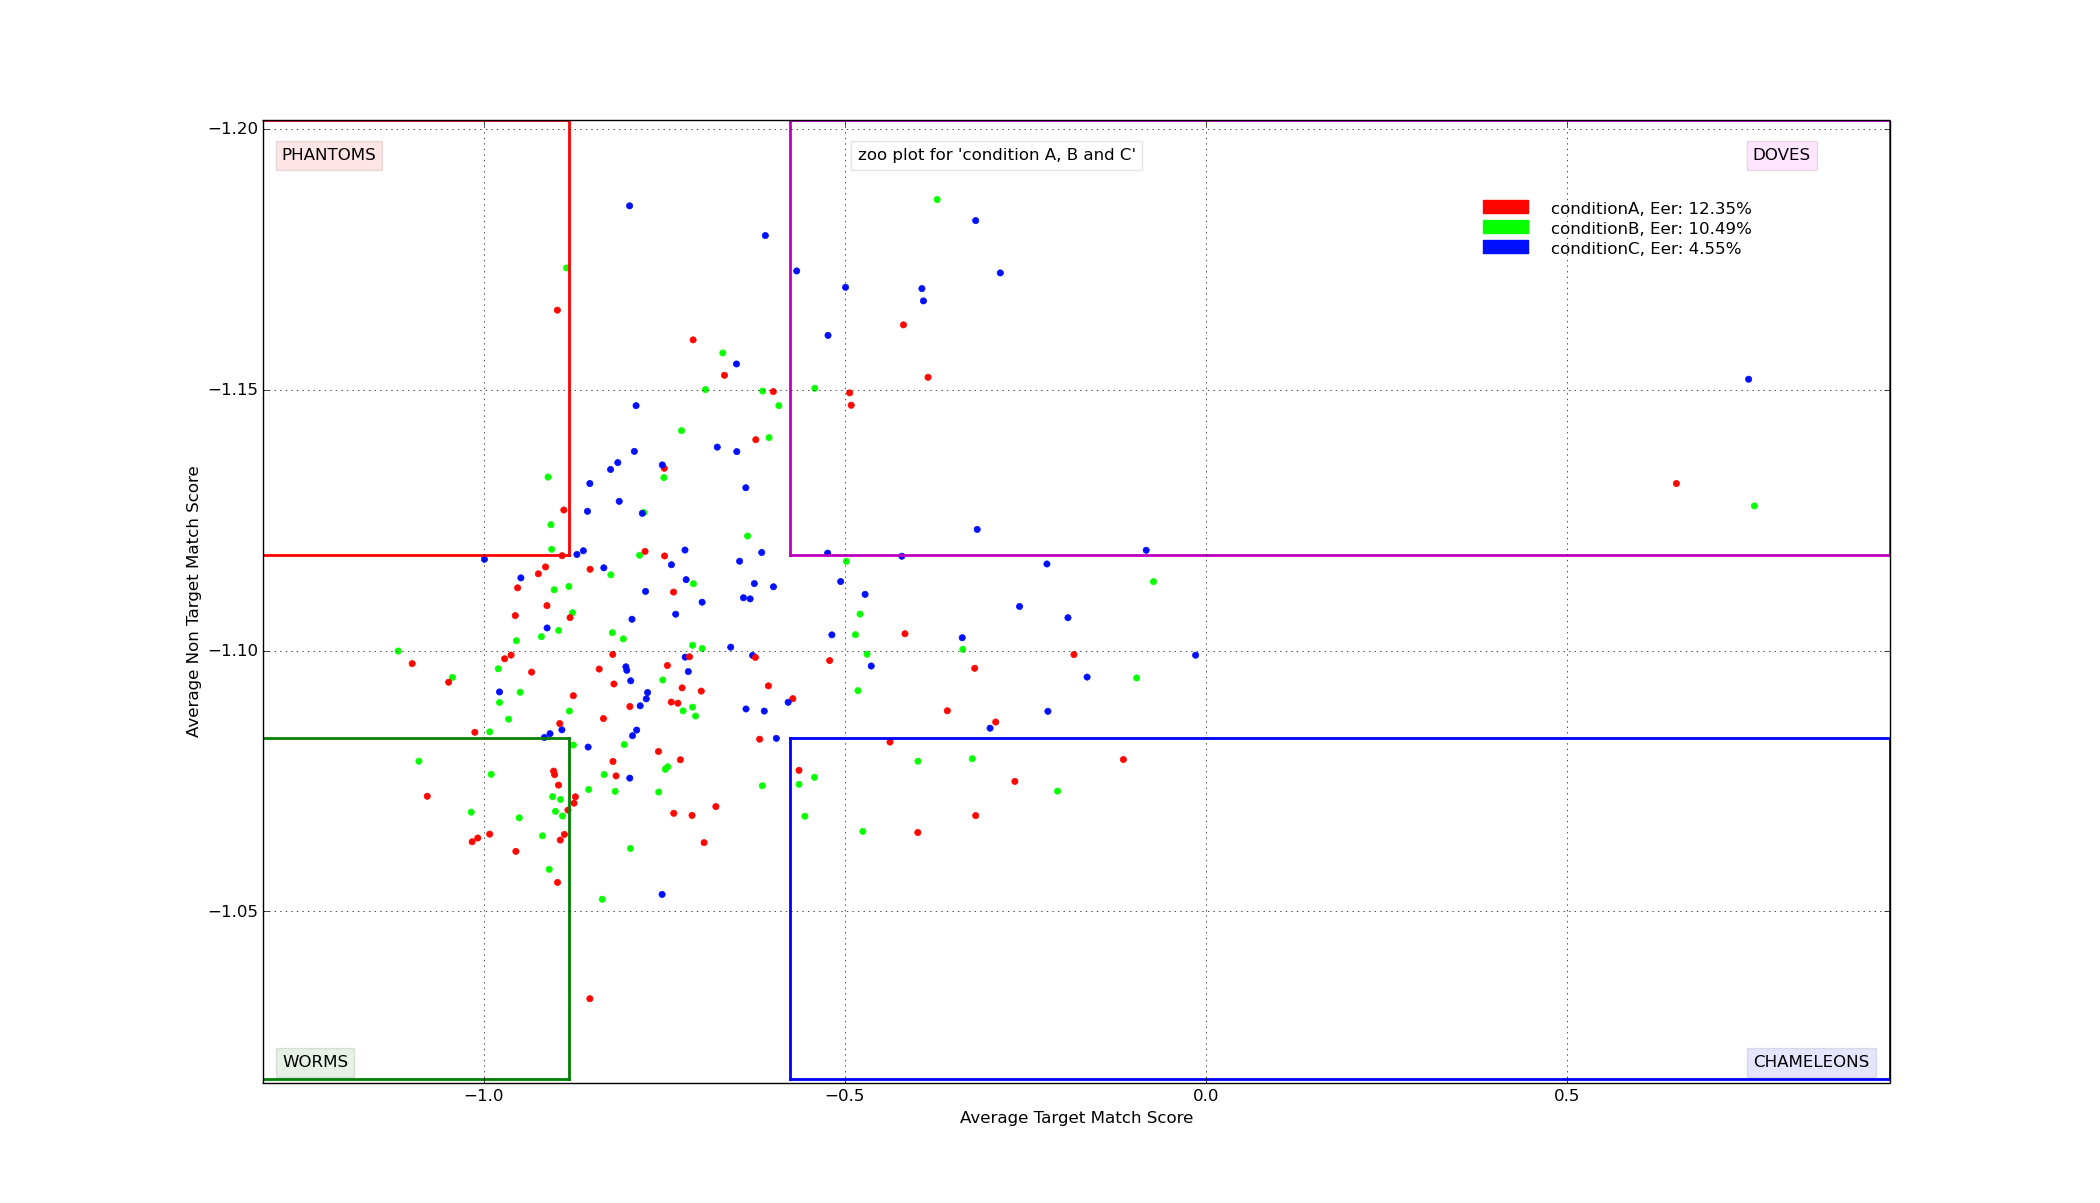 −1.20
PHANTOMS
zoo plot for 'condition A, B and C'
DOVES
conditionA, Eer: 12.35%
conditionB, Eer: 10.49%
conditionC, Eer: 4.55%
−1.15
Average Non Target Match Score
−1.10
−1.05
WORMS
CHAMELEONS
−1.0
−0.5
0.0
0.5
Average Target Match Score